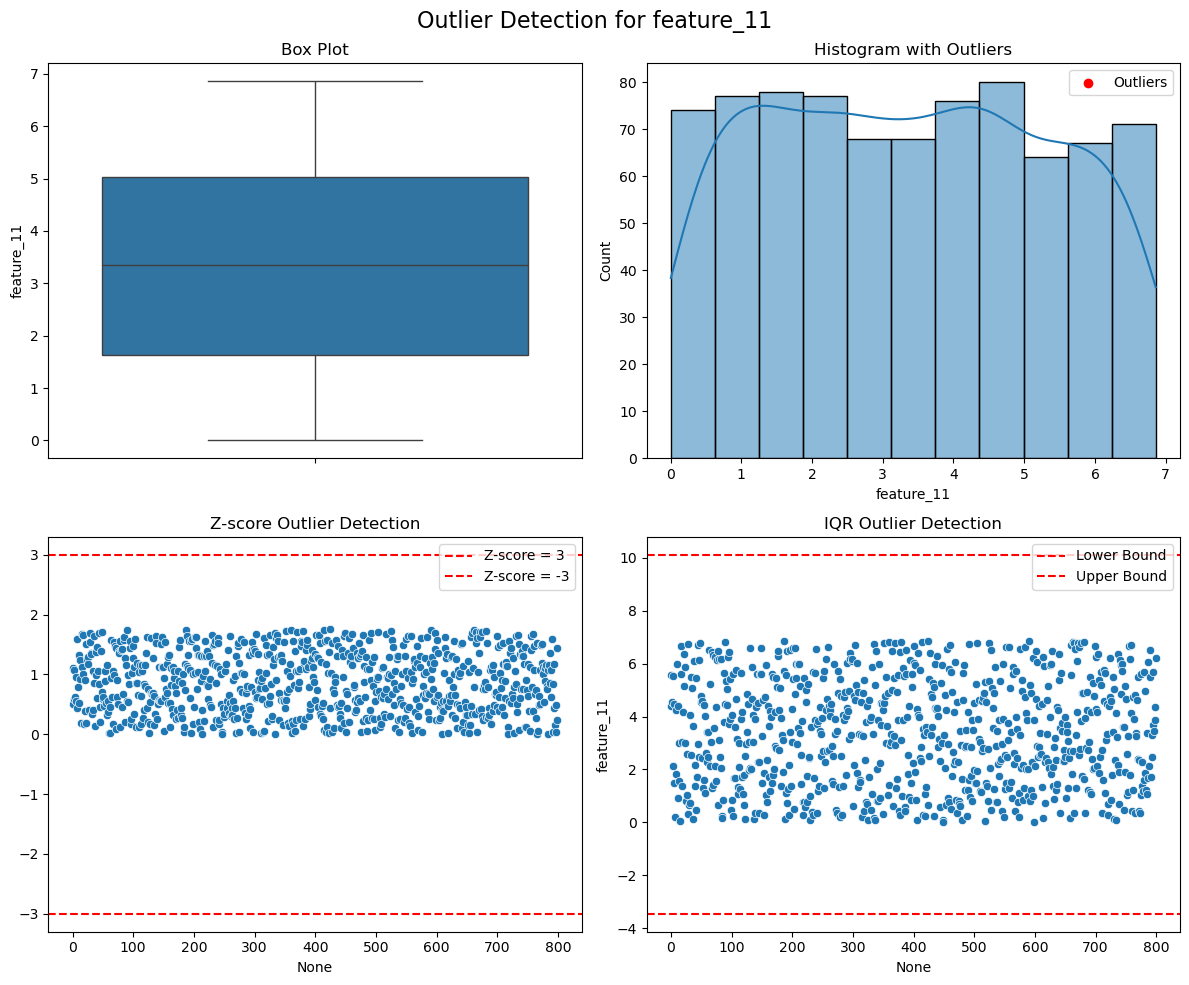 Outlier Detection for feature_11
Box Plot
7
6
5
4
3
2
1
0
feature_11
Histogram with Outliers
Outliers
80
70
60
50
40
30
20
10
0
Count
0 1 2 3 4 5 6 7
feature_11
Z-score Outlier Detection
Z-score = 3
Z-score = -3
3
2
1
0
−1
−2
−3
0 100 200 300 400 500 600 700 800
None
IQR Outlier Detection
Lower Bound
Upper Bound
10
8
6
4
2
0
−2
−4
feature_11
0 100 200 300 400 500 600 700 800
None